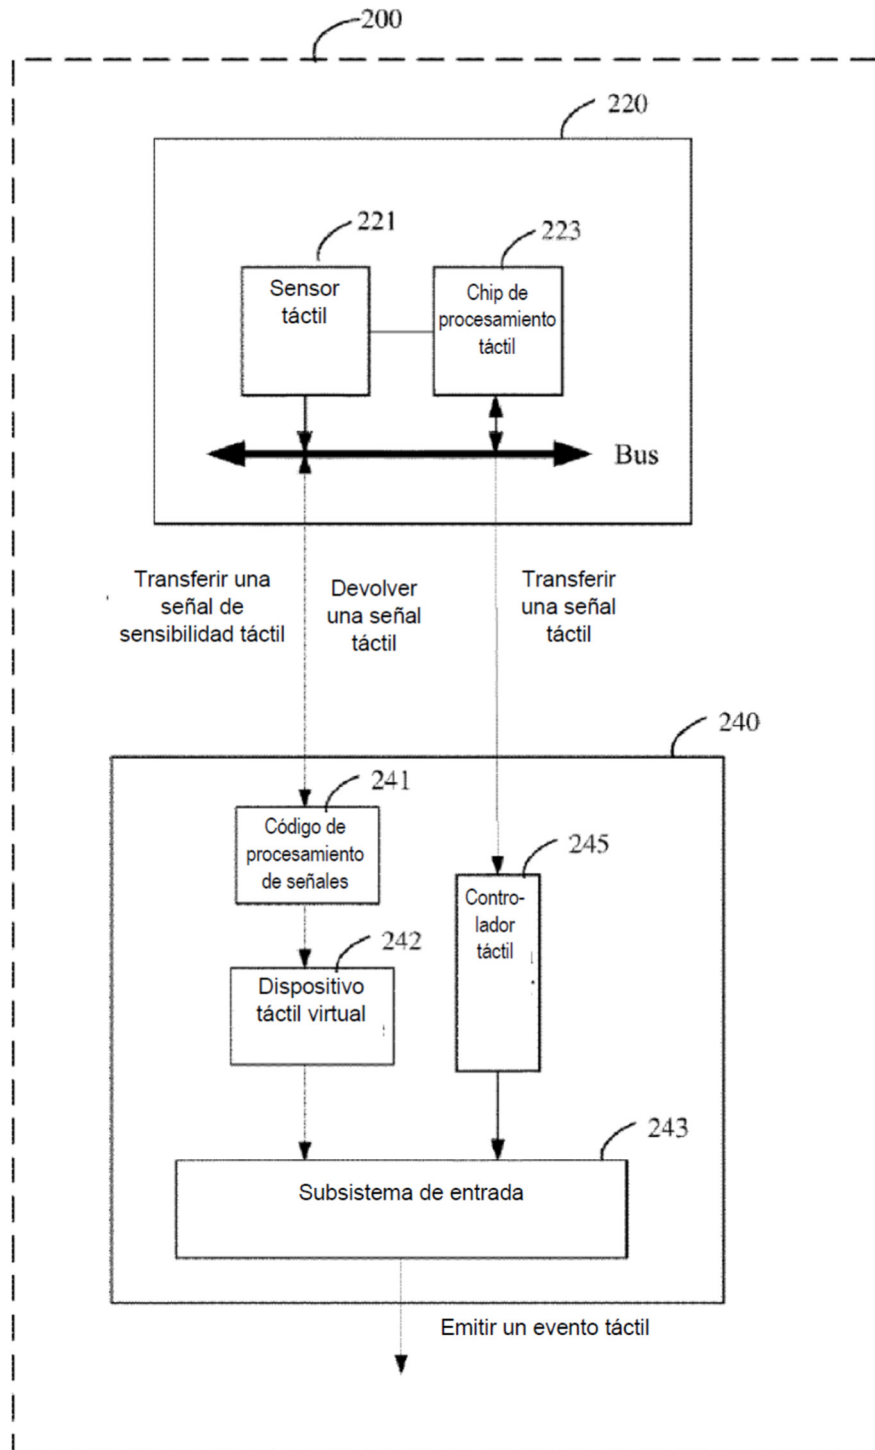 200
220
221
223
Sensor
táctil
Chip de
procesamiento
táctil
Bus
Transferir una
señal de
sensibilidad táctil
Devolver
una señal
táctil
Transferir
una señal
táctil
240
241
Código de
procesamiento
de señales
245
Contro-
lador
táctil
242
Dispositivo
táctil virtual
243
Subsistema de entrada
Emitir un evento táctil